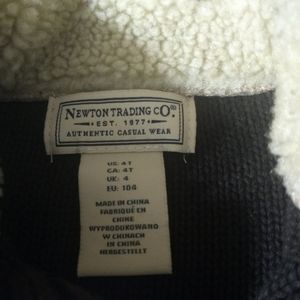 NEWTON TRADING CO.®
EST. 1877
AUTHENTIC CASUAL WEAR
US: 4T
CA: 4T
UK: 4
EU: 104
MADE IN CHINA
FABRIQUÉ EN
CHINE
WYPRODUKOWANO
W CHINACH
IN CHINA
HERGESTELLT